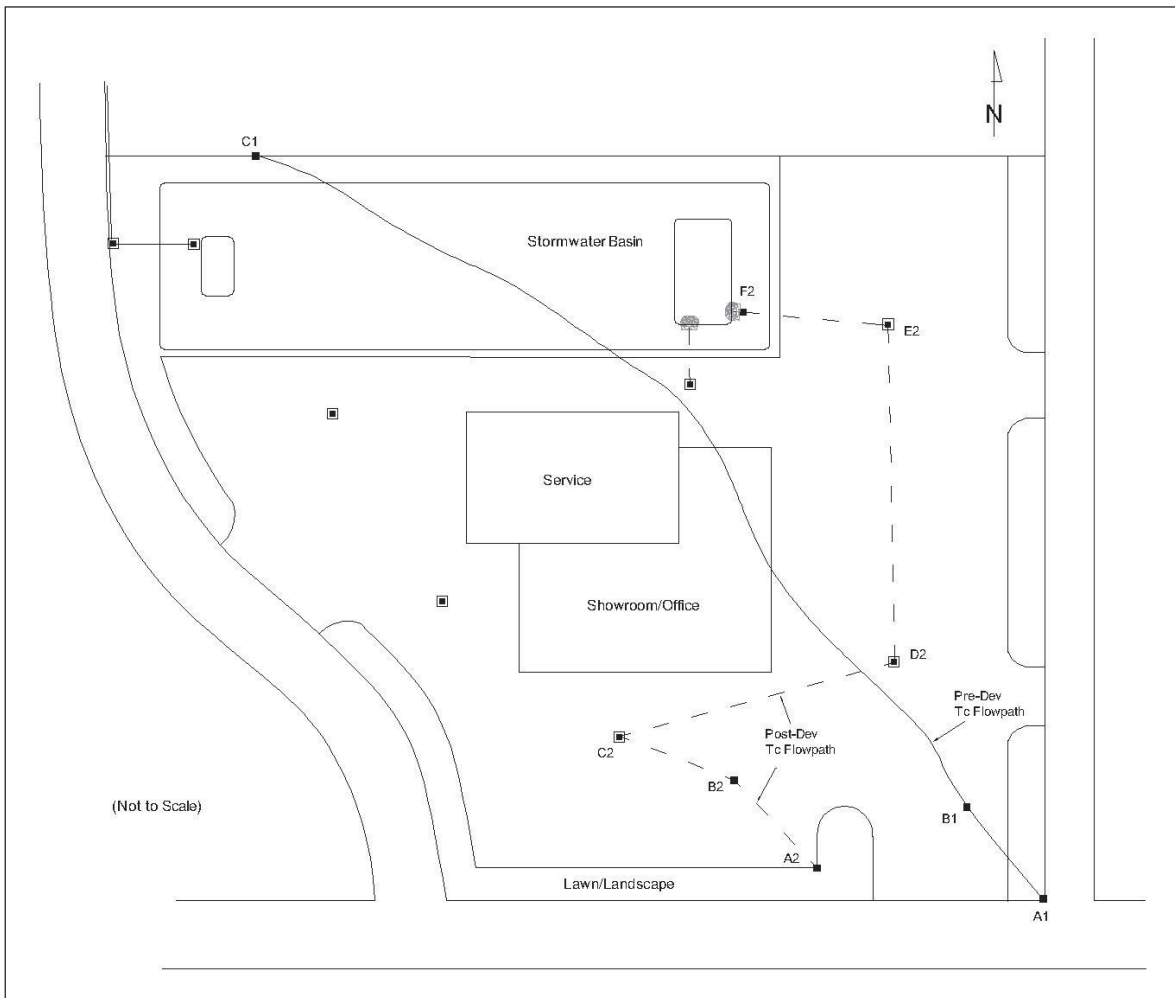 N
C1
Stormwater Basin
F2
E2
Service
Showroom/Office
D2
Pre-Dev
Tc Flowpath
Post-Dev
Tc Flowpath
C2
B2
(Not to Scale)
B1
A2
Lawn/Landscape
A1